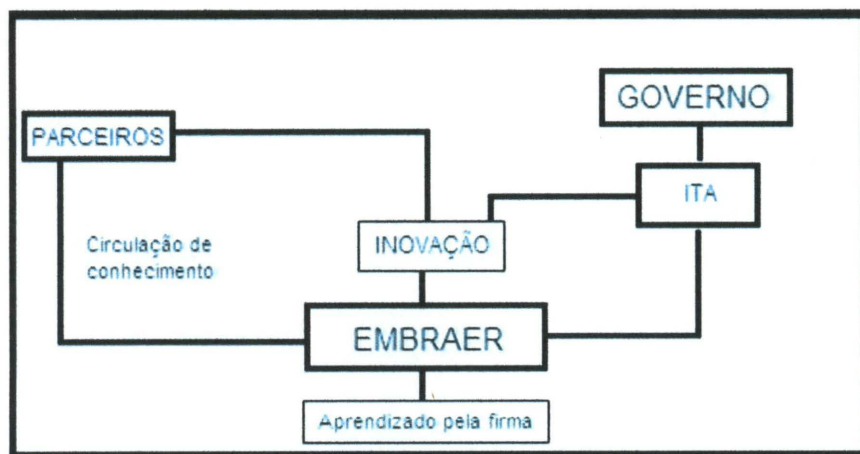 GOVERNO
PARCEIROS
ITA
Circulação de
conhecimento
INOVAÇÃO
EMBRAER
Aprendizado pela firma